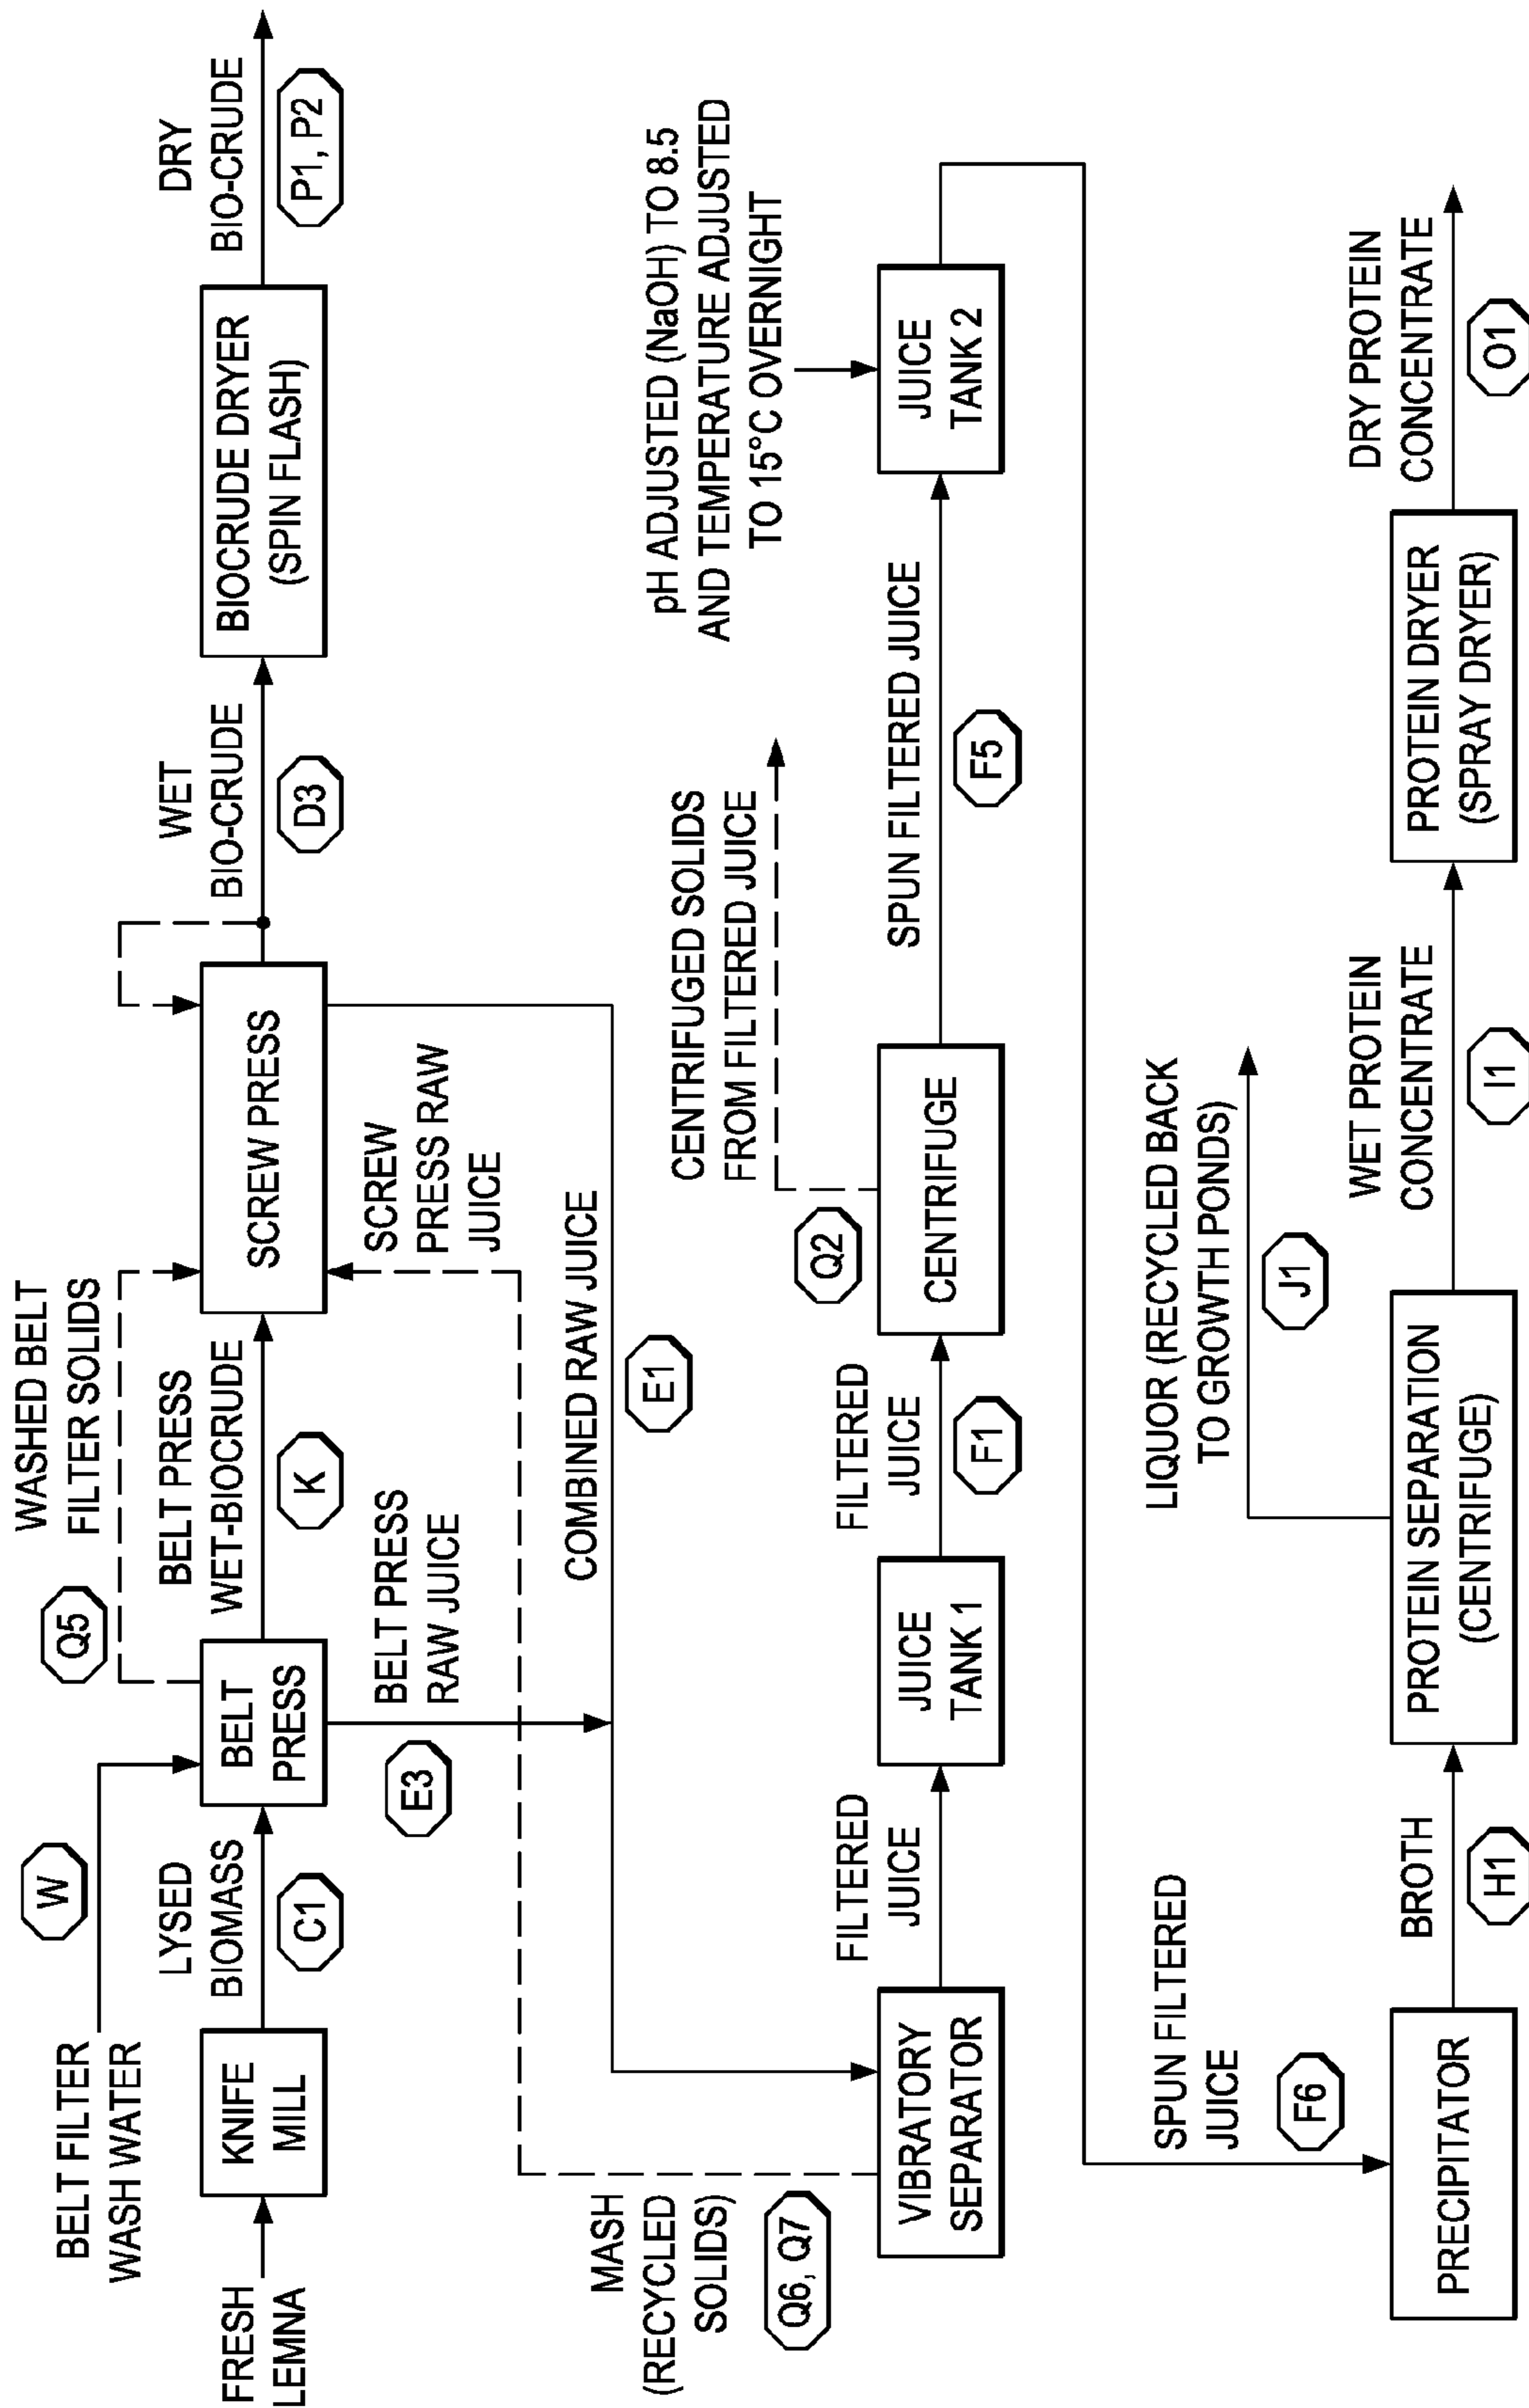 FRESH
LEMNA
KNIFE
MILL
BELT FILTER
WASH WATER
W
LYSED
BIOMASS
C1
BELT
PRESS
Q5
WASHED BELT
FILTER SOLIDS
BELT PRESS
WET-BIOCRUDE
K
E3
BELT PRESS
RAW JUICE
SCREW PRESS
SCREW
PRESS RAW
JUICE
WET
BIO-CRUDE
D3
BIOCRUDE DRYER
(SPIN FLASH)
DRY
BIO-CRUDE
P1, P2
COMBINED RAW JUICE
E1
MASH
(RECYCLED
SOLIDS)
Q6, Q7
VIBRATORY
SEPARATOR
FILTERED
JUICE
JUICE
TANK 1
FILTERED
JUICE
F1
CENTRIFUGE
Q2
CENTRIFUGED SOLIDS
FROM FILTERED JUICE
SPUN FILTERED JUICE
F5
JUICE
TANK 2
pH ADJUSTED (NaOH) TO 8.5
AND TEMPERATURE ADJUSTED
TO 15°C OVERNIGHT
SPUN FILTERED
JUICE
F6
PRECIPITATOR
BROTH
H1
PROTEIN SEPARATION
(CENTRIFUGE)
LIQUOR (RECYCLED BACK
TO GROWTH PONDS)
J1
WET PROTEIN
CONCENTRATE
I1
PROTEIN DRYER
(SPRAY DRYER)
DRY PROTEIN
CONCENTRATE
O1